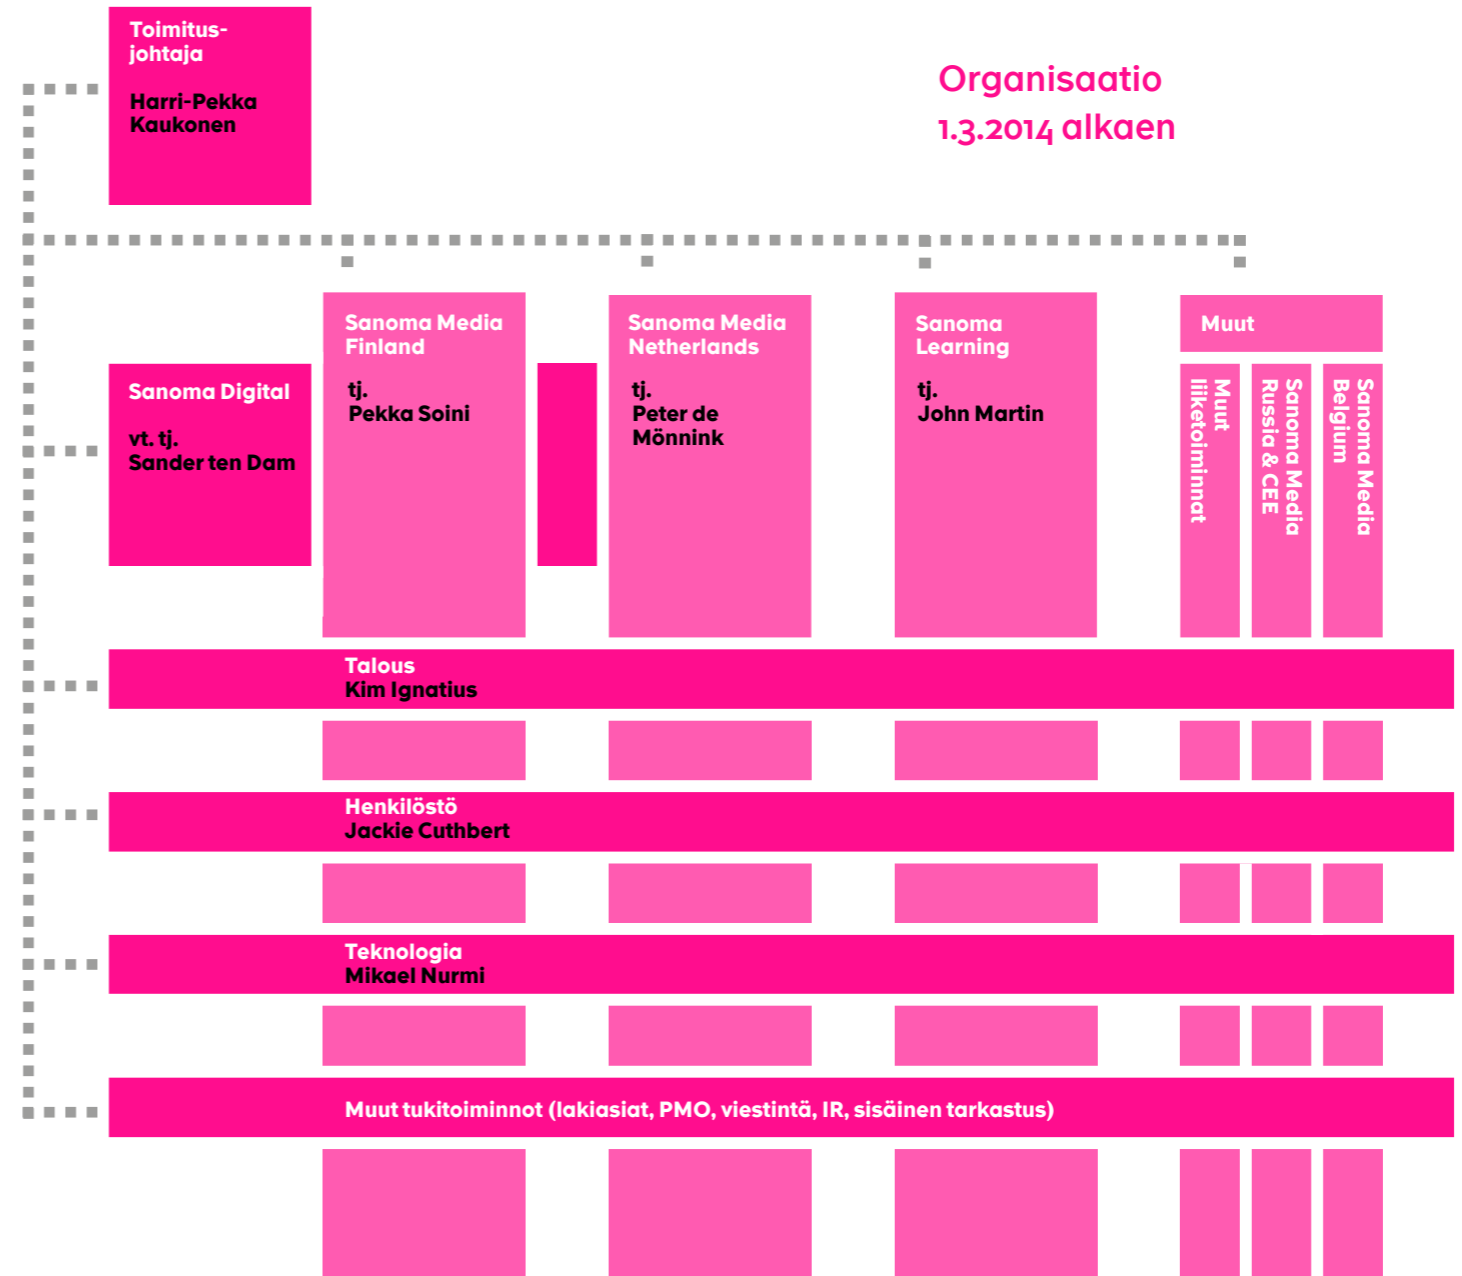 Toimitus-
johtaja
Harri-Pekka
Kaukonen
Organisaatio
1.3.2014 alkaen
Sanoma Digital
vt. tj.
Sander ten Dam
Sanoma Media
Finland
tj.
Pekka Soini
Sanoma Media
Netherlands
tj.
Peter de
Mönnink
Sanoma
Learning
tj.
John Martin
Muut
Muut
liiketoiminnat
Sanoma Media
Russia & CEE
Sanoma Media
Belgium
Talous
Kim Ignatius
Henkilöstö
Jackie Cuthbert
Teknologia
Mikael Nurmi
Muut tukitoiminnot (lakiasiat, PMO, viestintä, IR, sisäinen tarkastus)